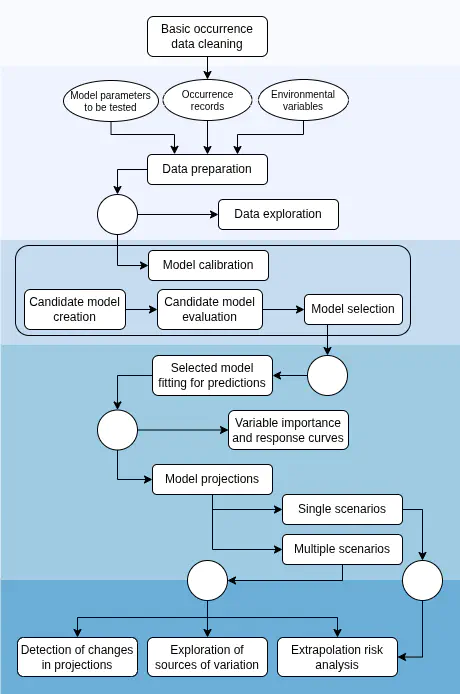 Basic occurrence
data cleaning
Model parameters
to be tested
Occurrence
records
Environmental
variables
Data preparation
Data exploration
Model calibration
Candidate model
creation
Candidate model
evaluation
Model selection
Selected model
fitting for predictions
Variable importance
and response curves
Model projections
Single scenarios
Multiple scenarios
Detection of changes
in projections
Exploration of
sources of variation
Extrapolation risk
analysis